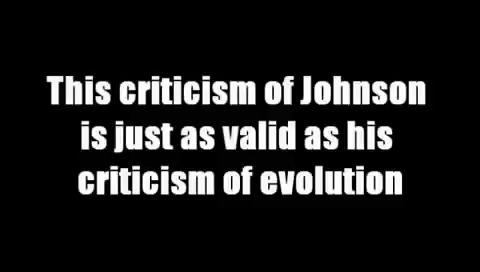 This criticism of Johnson
is just as valid as his
criticism of evolution